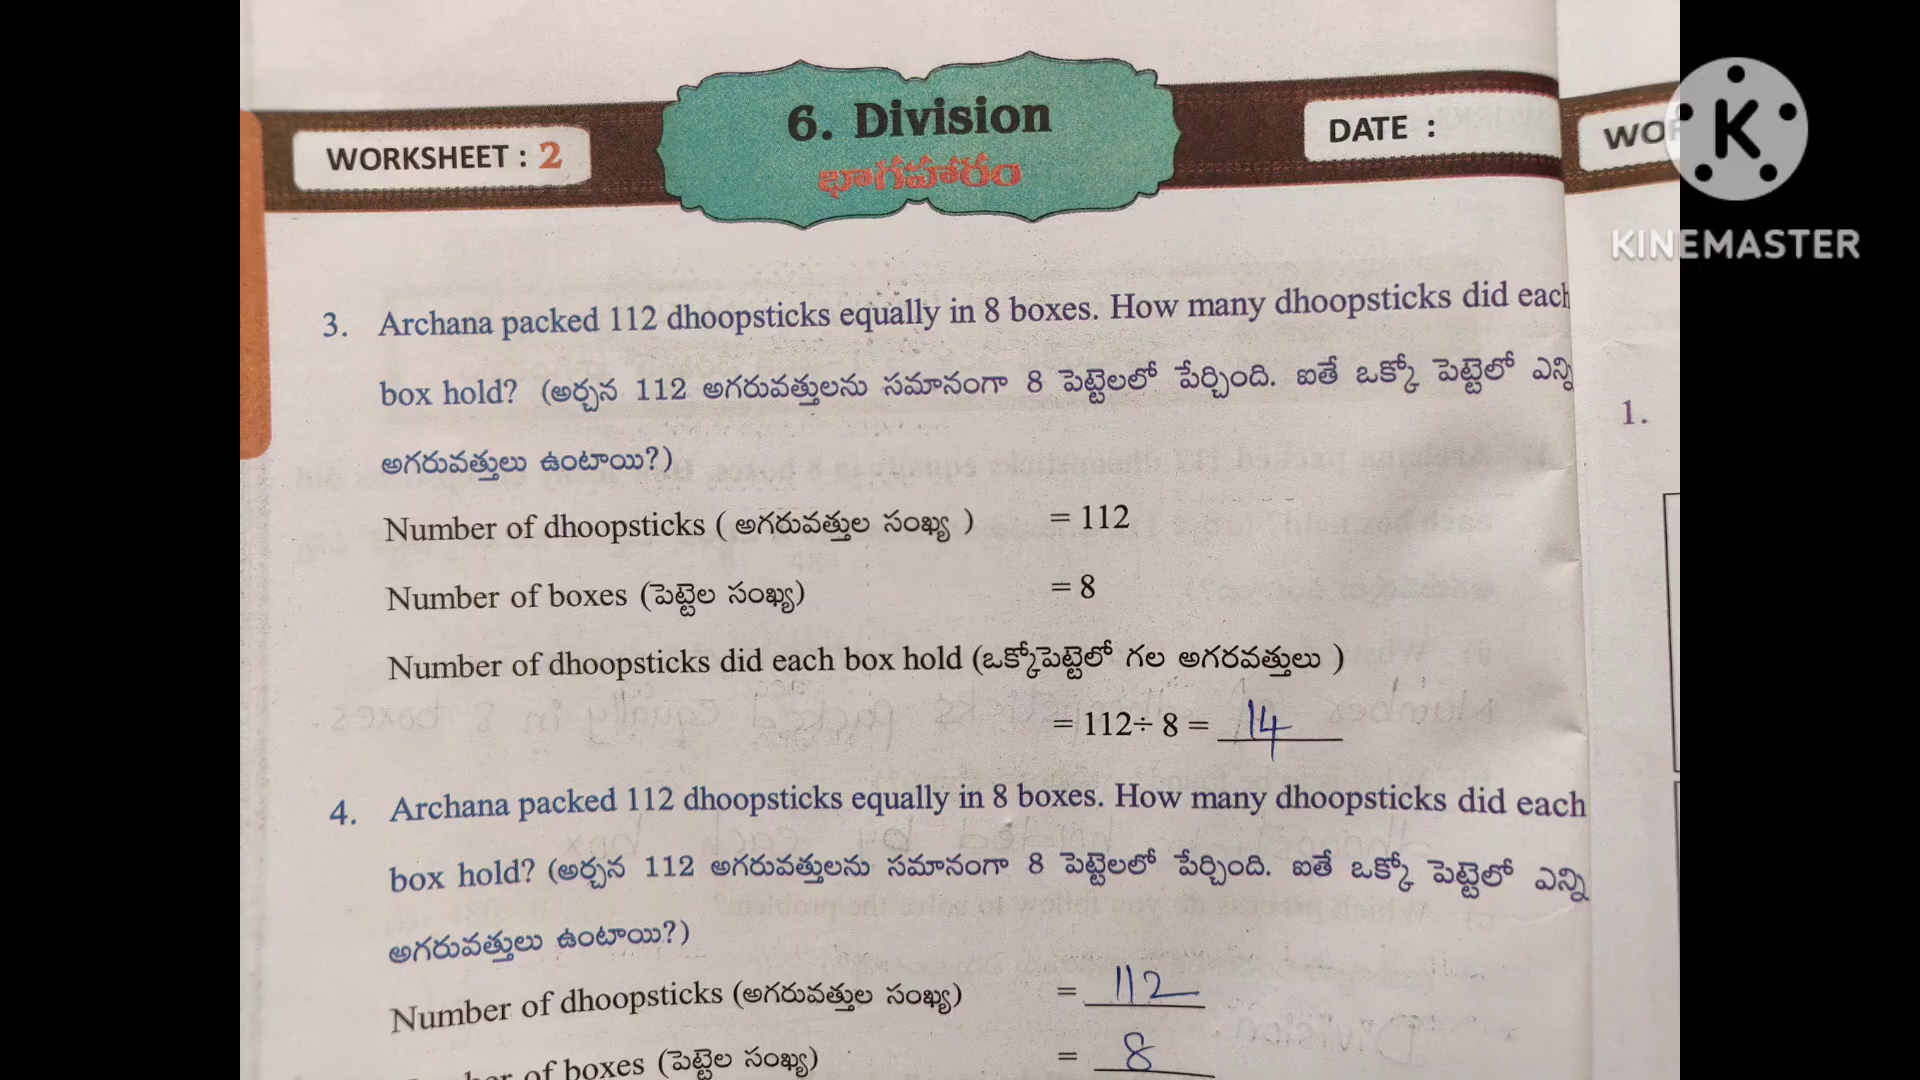 WORKSHEET : 2
6. Division
భాగహారం
DATE :
WOR
KINEMASTER
3. Archana packed 112 dhoopsticks equally in 8 boxes. How many dhoopsticks did each
box hold? (అర్చన 112 అగరువత్తులను సమానంగా 8 పెట్టెలలో పేర్చింది. ఐతే ఒక్కో పెట్టెలో ఎన్ని
అగరువత్తులు ఉంటాయి?)
1.
Number of dhoopsticks ( అగరువత్తుల సంఖ్య ) = 112
Number of boxes (పెట్టెల సంఖ్య) = 8
Number of dhoopsticks did each box hold (ఒక్కోపెట్టెలో గల అగరవత్తులు )
= 112÷ 8 = 14
4. Archana packed 112 dhoopsticks equally in 8 boxes. How many dhoopsticks did each
box hold? (అర్చన 112 అగరువత్తులను సమానంగా 8 పెట్టెలలో పేర్చింది. ఐతే ఒక్కో పెట్టెలో ఎన్ని
అగరువత్తులు ఉంటాయి?)
Number of dhoopsticks (అగరువత్తుల సంఖ్య) = 112
of boxes (పెట్టెల సంఖ్య) = 8